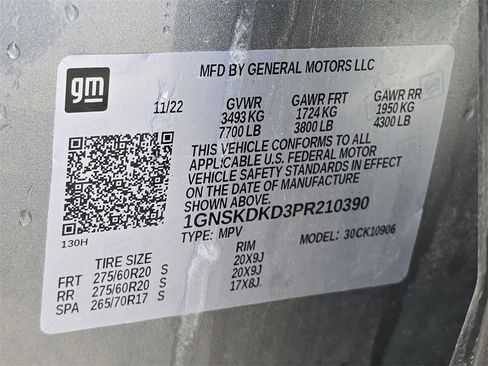 gm
MFD BY GENERAL MOTORS LLC
11/22 GVWR GAWR FRT GAWR RR
3493 KG 1724 KG 1950 KG
7700 LB 3800 LB 4300 LB
THIS VEHICLE CONFORMS TO ALL
APPLICABLE U.S. FEDERAL MOTOR
VEHICLE SAFETY STANDARDS IN EFFECT
ON THE DATE OF MANUFACTURE
SHOWN ABOVE.
1GNSKDKD3PR210390
130H TYPE: MPV MODEL: 30CK10906
TIRE SIZE RIM
FRT 275/60R20 S 20X9J
RR 275/60R20 S 20X9J
SPA 265/70R17 S 17X8J